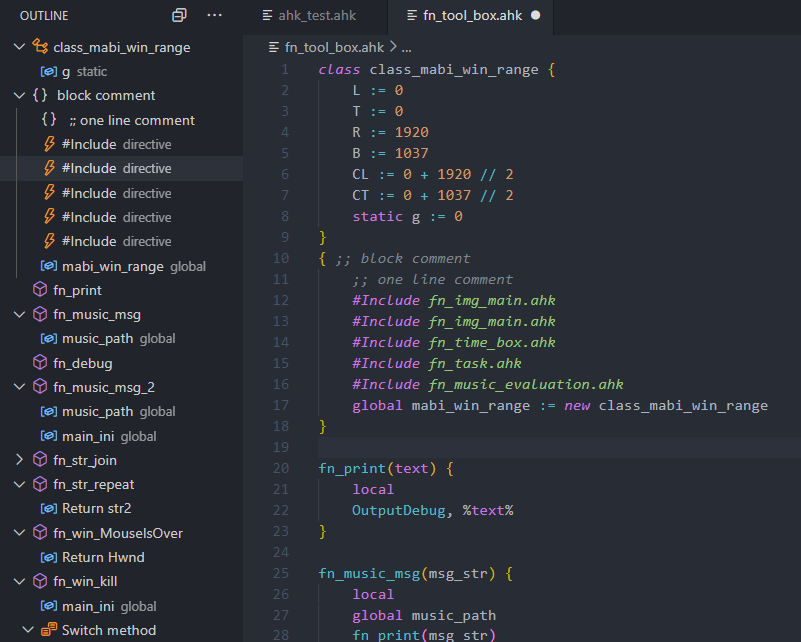 OUTLINE
class_mabi_win_range
g static
block comment
;; one line comment
#Include directive
#Include directive
#Include directive
#Include directive
#Include directive
mabi_win_range global
fn_print
fn_music_msg
music_path global
fn_debug
fn_music_msg_2
music_path global
main_ini global
fn_str_join
fn_str_repeat
Return str2
fn_win_MouseIsOver
Return Hwnd
fn_win_kill
main_ini global
Switch method
ahk_test.ahk
fn_tool_box.ahk
fn_tool_box.ahk > ...
1 class class_mabi_win_range {
2 L := 0
3 T := 0
4 R := 1920
5 B := 1037
6 CL := 0 + 1920 // 2
7 CT := 0 + 1037 // 2
8 static g := 0
9 }
10 { ;; block comment
11 ;; one line comment
12 #Include fn_img_main.ahk
13 #Include fn_img_main.ahk
14 #Include fn_time_box.ahk
15 #Include fn_task.ahk
16 #Include fn_music_evaluation.ahk
17 global mabi_win_range := new class_mabi_win_range
18 }
19
20 fn_print(text) {
21 local
22 OutputDebug, %text%
23 }
24
25 fn_music_msg(msg_str) {
26 local
27 global music_path
28 fn_print(msg_str)